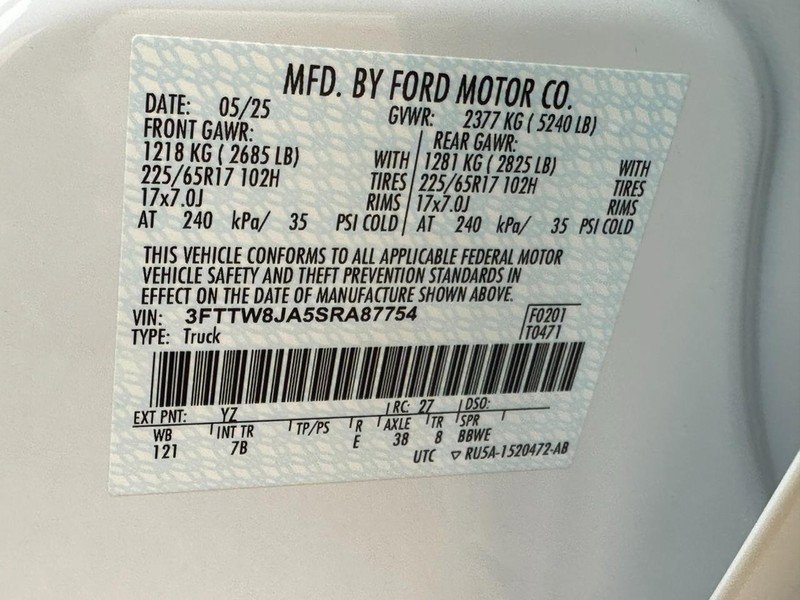 MFD. BY FORD MOTOR CO.
DATE: 05/25 GVWR: 2377 KG ( 5240 LB)
FRONT GAWR: REAR GAWR:
1218 KG ( 2685 LB) WITH 1281 KG ( 2825 LB) WITH
225/65R17 102H TIRES 225/65R17 102H TIRES
17x7.0J RIMS 17x7.0J RIMS
AT 240 kPa/ 35 PSI COLD AT 240 kPa/ 35 PSI COLD
THIS VEHICLE CONFORMS TO ALL APPLICABLE FEDERAL MOTOR
VEHICLE SAFETY AND THEFT PREVENTION STANDARDS IN
EFFECT ON THE DATE OF MANUFACTURE SHOWN ABOVE.
VIN: 3FTTW8JA5SRA87754 F0201
TYPE: Truck T0471
EXT PNT: YZ RC: 27 DSO:
WB INT TR TP/PS R AXLE TR SPR
121 7B E 38 8 BBWE
UTC ▽ RU5A-1520472-AB